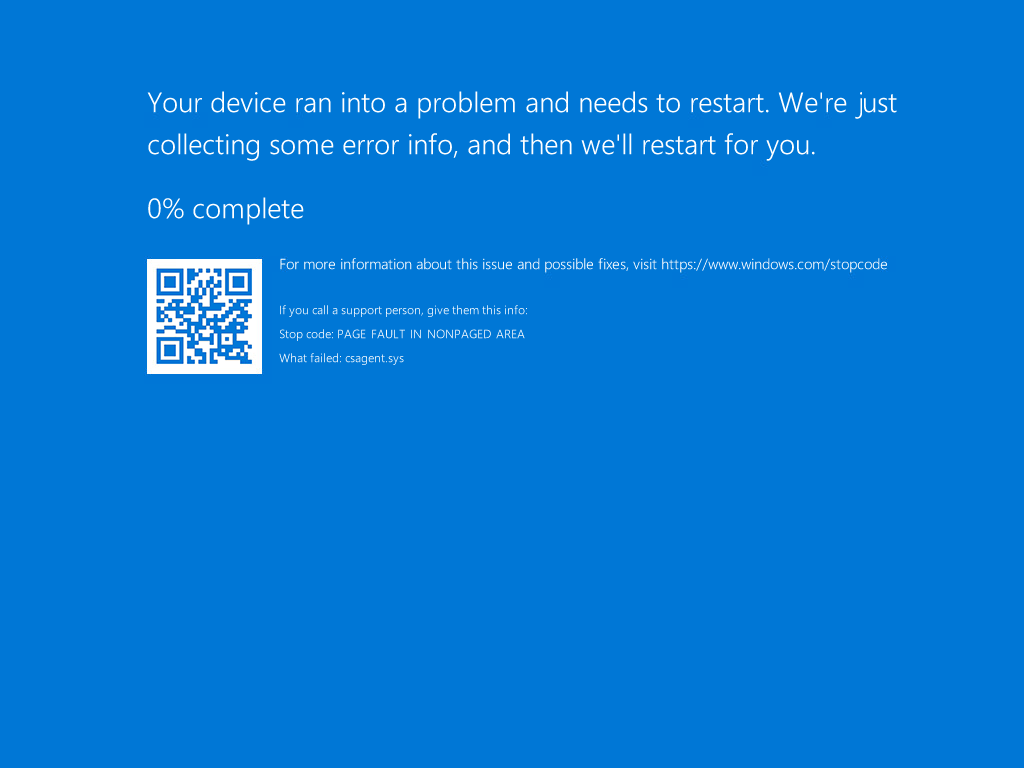 Your device ran into a problem and needs to restart. We're just
collecting some error info, and then we'll restart for you.
0% complete
For more information about this issue and possible fixes, visit https://www.windows.com/stopcode
If you call a support person, give them this info:
Stop code: PAGE FAULT IN NONPAGED AREA
What failed: csagent.sys